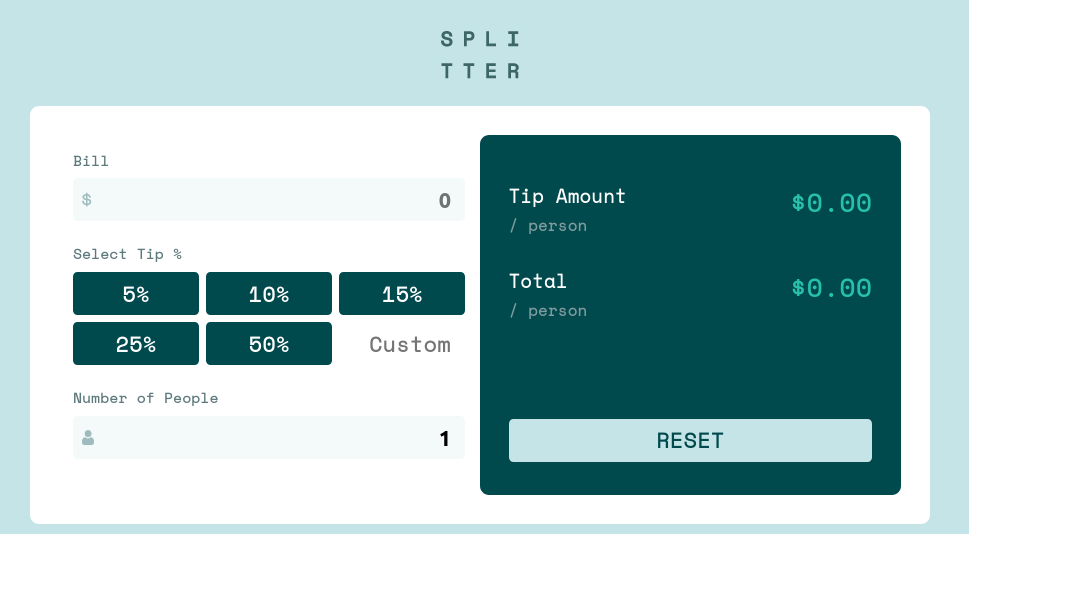 SPLI
TTER
Bill
$ 0
Select Tip %
5% 10% 15%
25% 50% Custom
Number of People
1
Tip Amount $0.00
/ person
Total $0.00
/ person
RESET